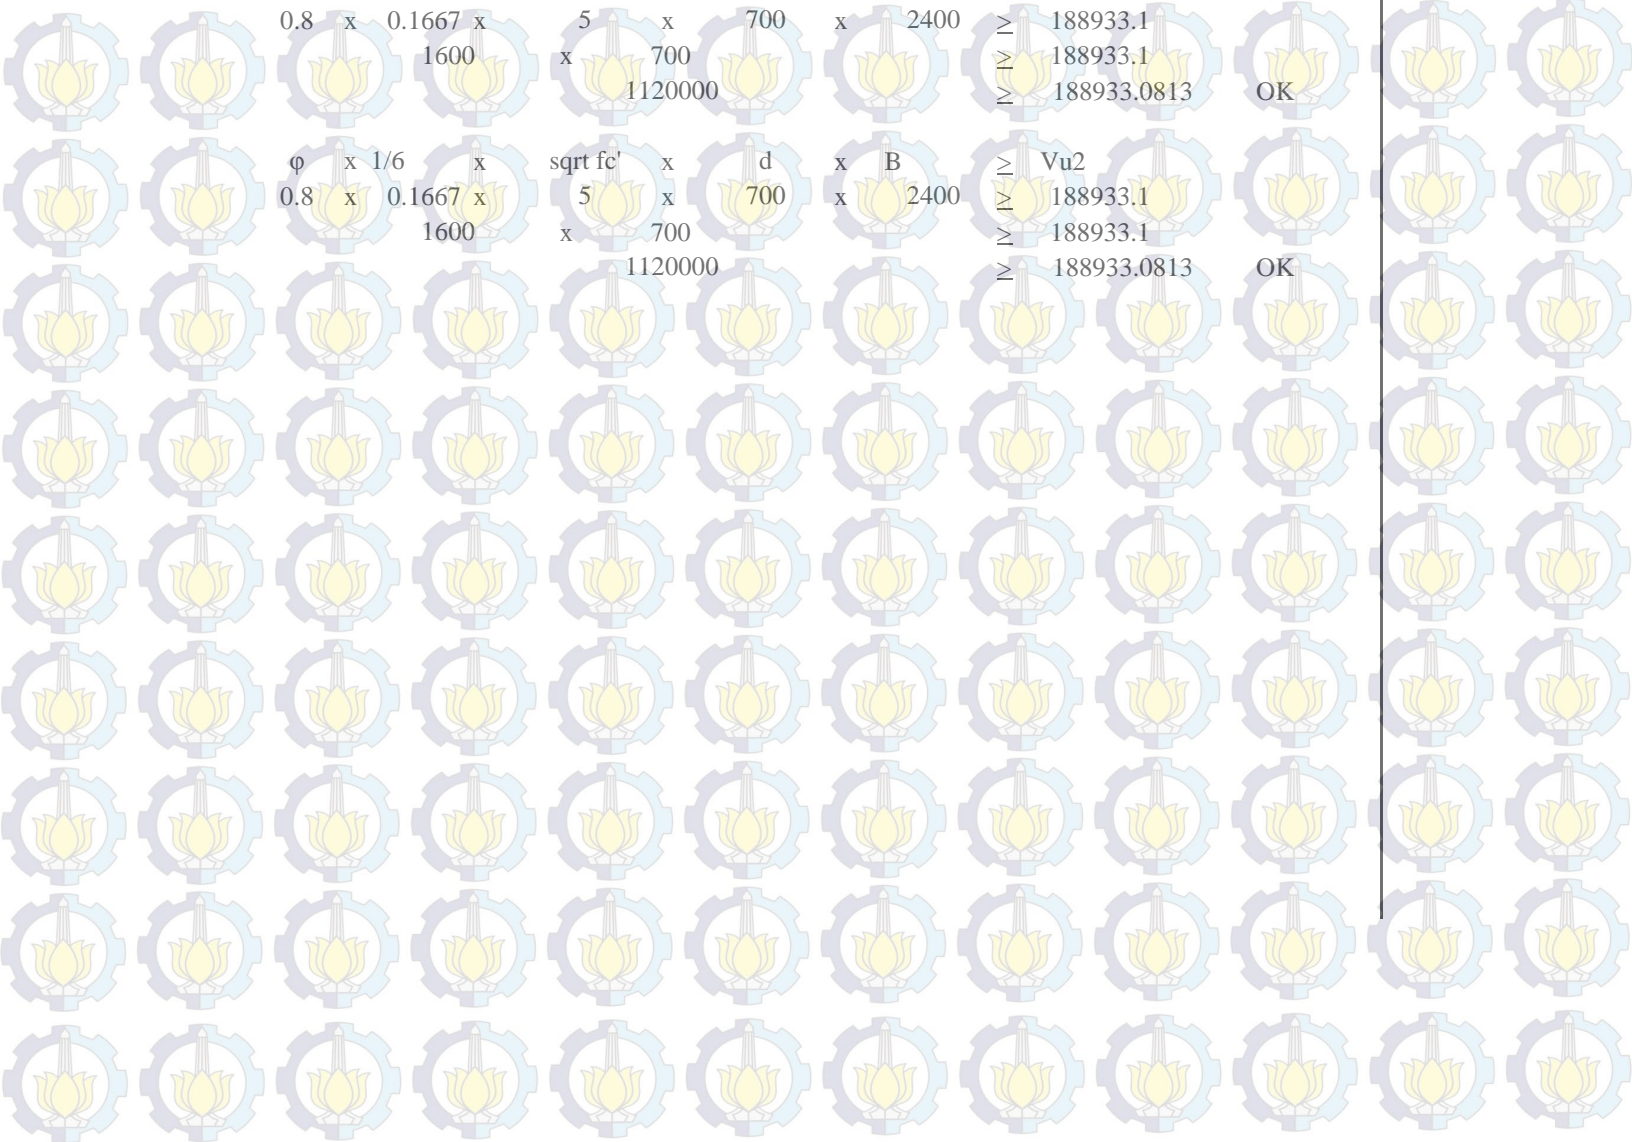 0.8 x 0.1667 x 5 x 700 x 2400 ≥ 188933.1
1600 x 700 ≥ 188933.1
1120000 ≥ 188933.0813 OK
φ x 1/6 x sqrt fc' x d x B ≥ Vu2
0.8 x 0.1667 x 5 x 700 x 2400 ≥ 188933.1
1600 x 700 ≥ 188933.1
1120000 ≥ 188933.0813 OK